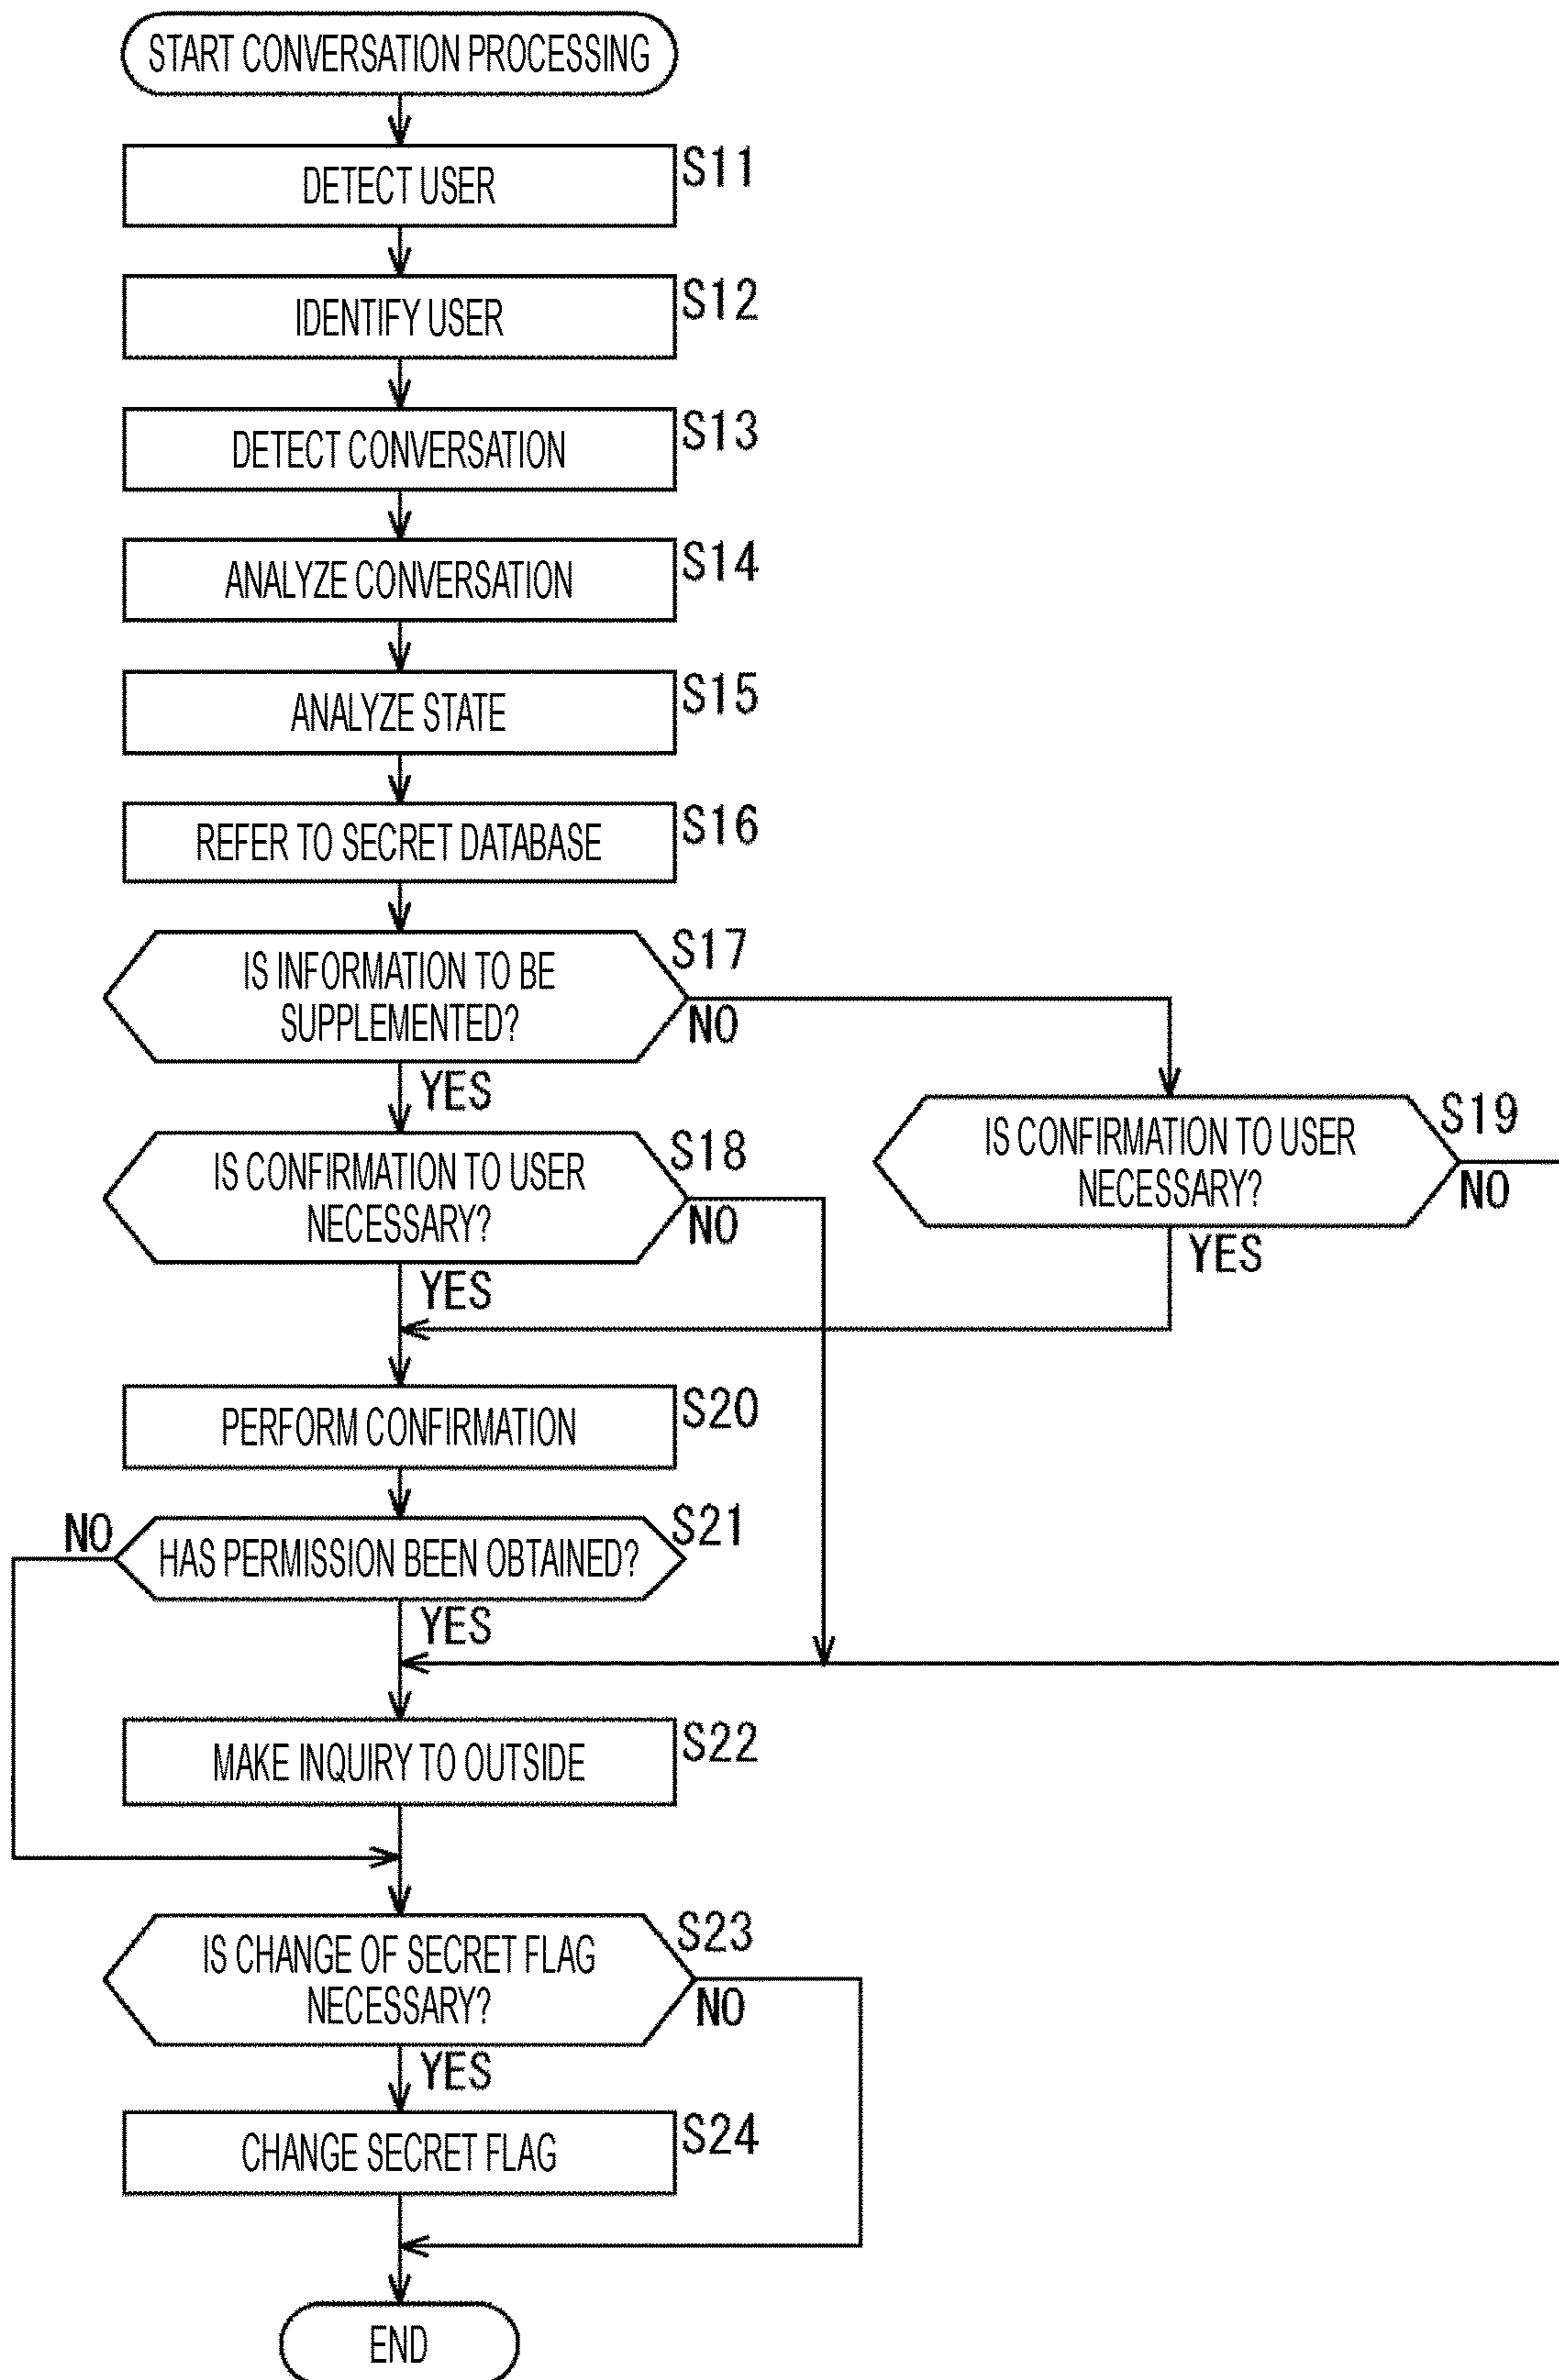 START CONVERSATION PROCESSING
DETECT USER
S11
IDENTIFY USER
S12
DETECT CONVERSATION
S13
ANALYZE CONVERSATION
S14
ANALYZE STATE
S15
REFER TO SECRET DATABASE
S16
IS INFORMATION TO BE
SUPPLEMENTED?
S17
NO
YES
IS CONFIRMATION TO USER
NECESSARY?
S18
NO
YES
IS CONFIRMATION TO USER
NECESSARY?
S19
NO
YES
PERFORM CONFIRMATION
S20
HAS PERMISSION BEEN OBTAINED?
S21
NO
YES
MAKE INQUIRY TO OUTSIDE
S22
IS CHANGE OF SECRET FLAG
NECESSARY?
S23
NO
YES
CHANGE SECRET FLAG
S24
END